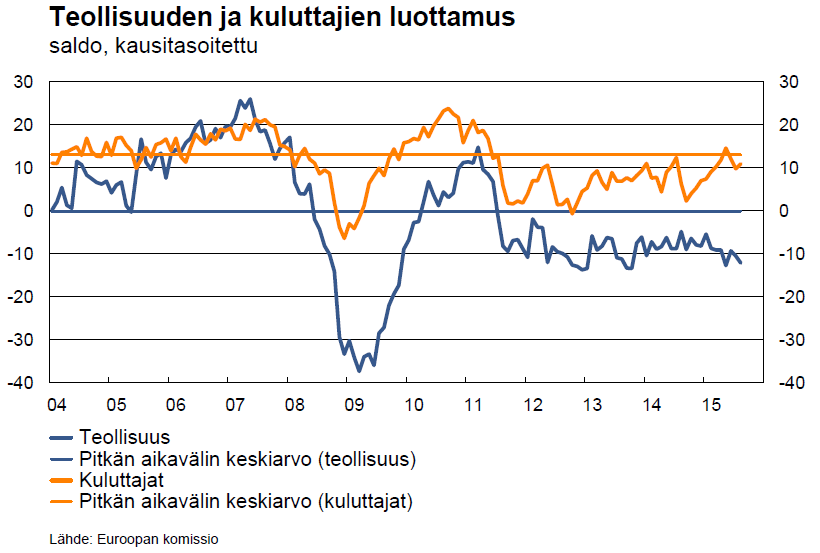 Teollisuuden ja kuluttajien luottamus
saldo, kausitasoitettu
30 30
20 20
10 10
0 0
-10 -10
-20 -20
-30 -30
-40 -40
04 05 06 07 08 09 10 11 12 13 14 15
Teollisuus
Pitkän aikavälin keskiarvo (teollisuus)
Kuluttajat
Pitkän aikavälin keskiarvo (kuluttajat)
Lähde: Euroopan komissio